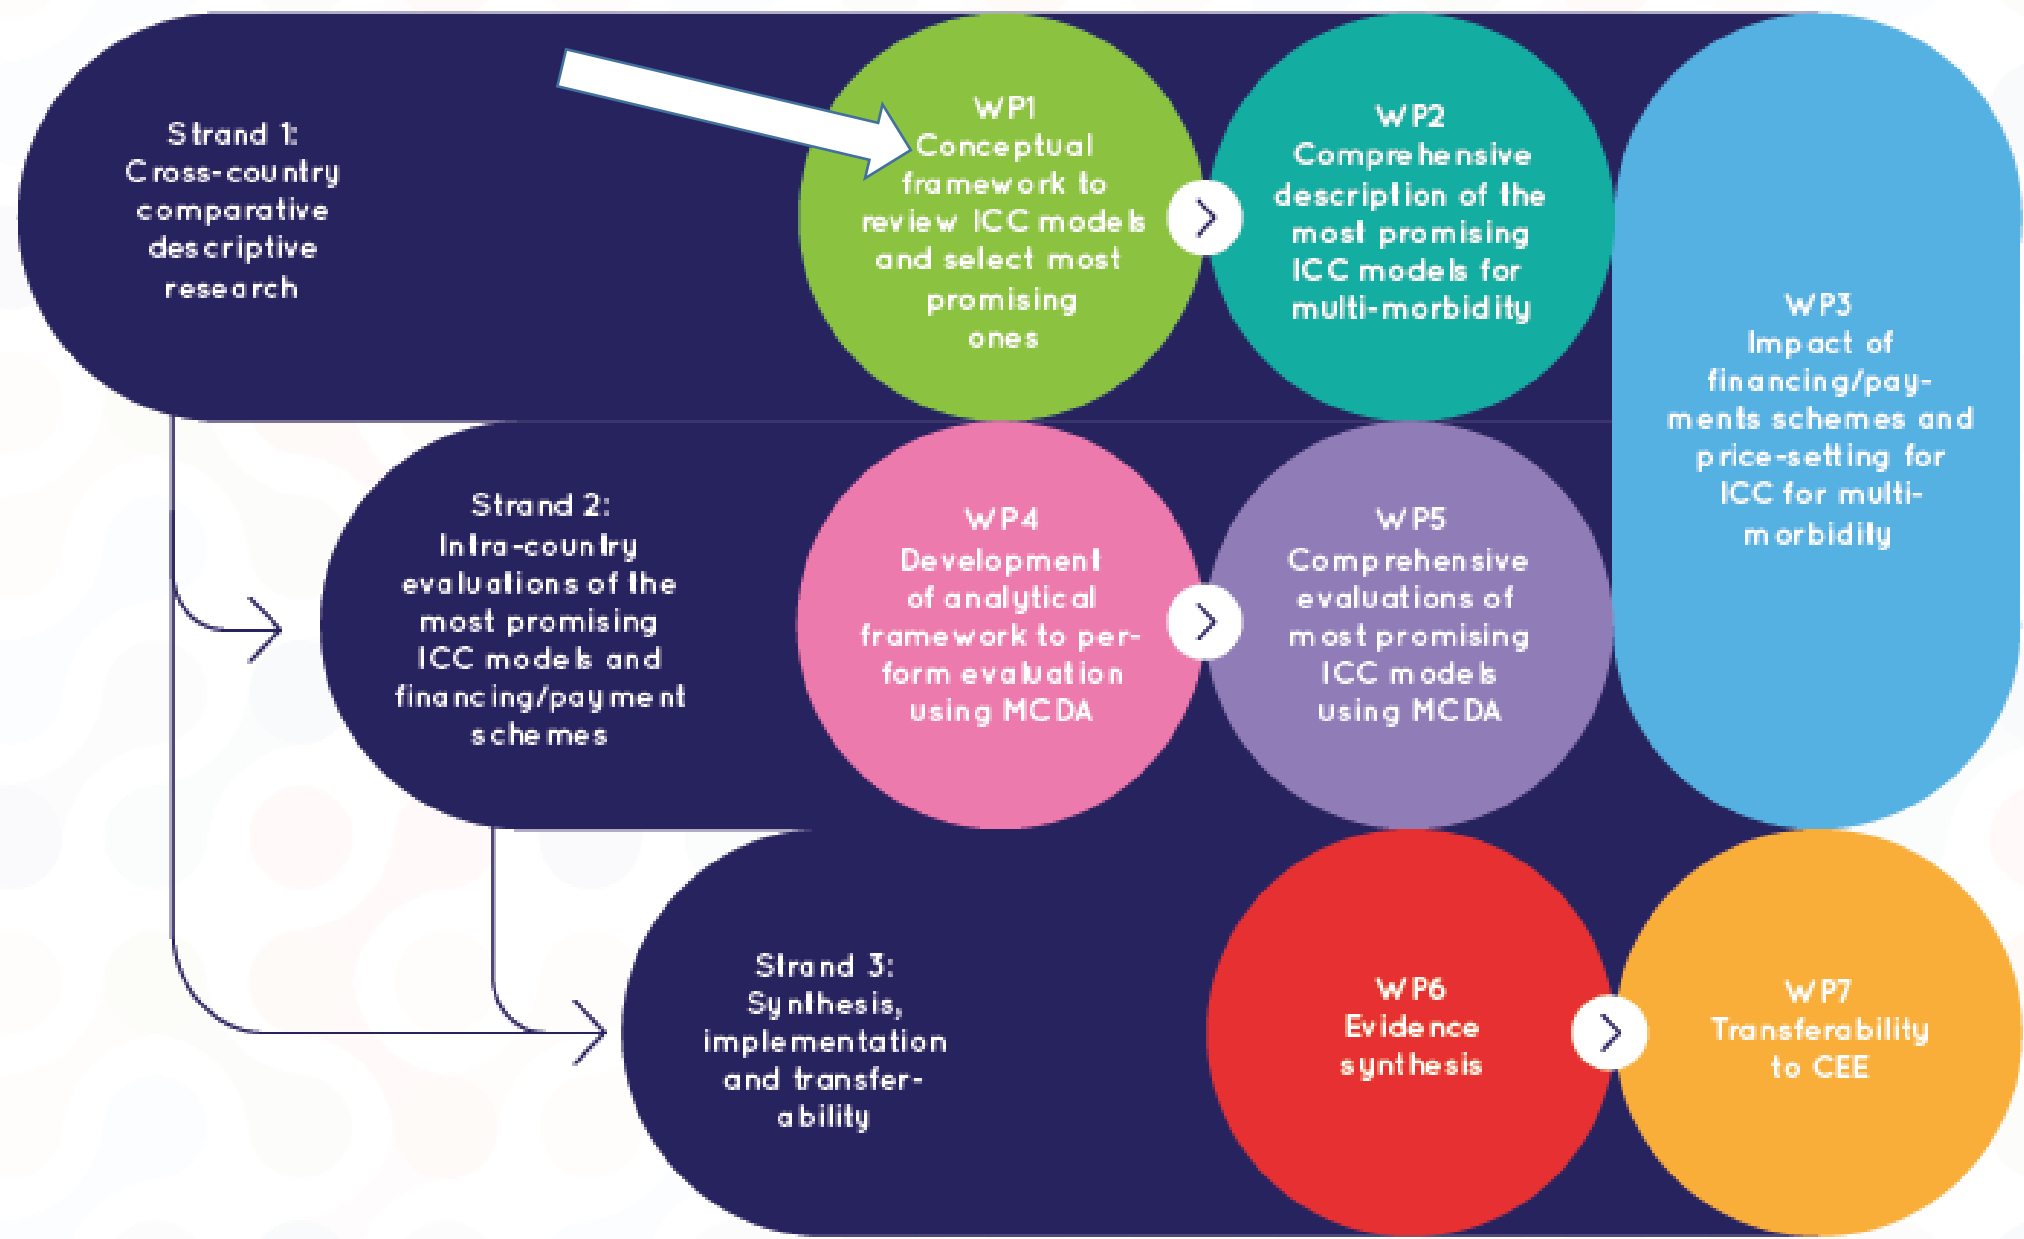 Strand 1:
Cross-country
comparative
descriptive
research
WP1
Conceptual
framework to
review ICC models
and select most
promising
ones
WP2
Comprehensive
description of the
most promising
ICC models for
multi-morbidity
WP3
Impact of
financing/pay-
ments schemes and
price-setting for
ICC for multi-
morbidity
Strand 2:
Intra-country
evaluations of the
most promising
ICC models and
financing/payment
schemes
WP4
Development
of analytical
framework to per-
form evaluation
using MCDA
WP5
Comprehensive
evaluations of
most promising
ICC models
using MCDA
Strand 3:
Synthesis,
implementation
and transfer-
ability
WP6
Evidence
synthesis
WP7
Transferability
to CEE